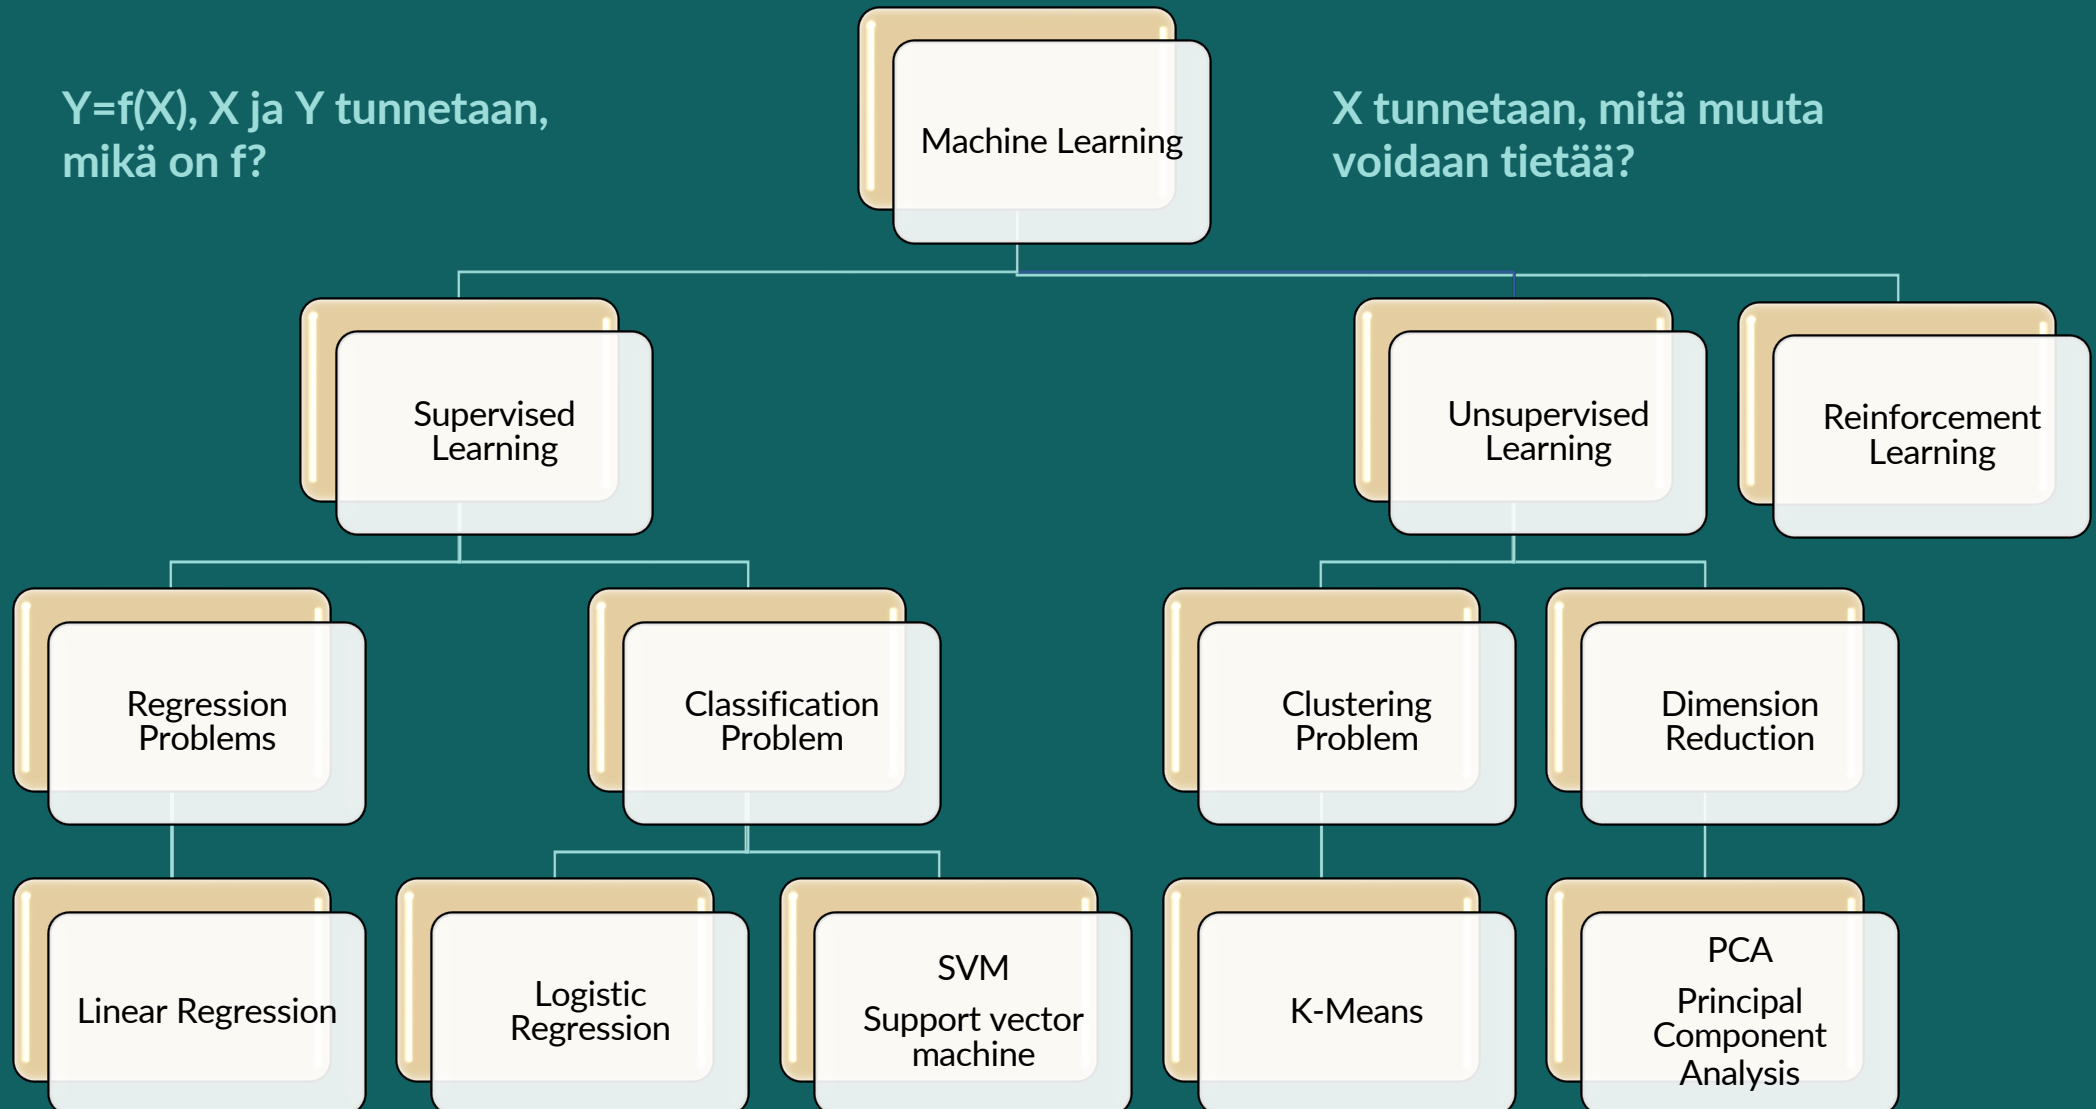 Y=f(X), X ja Y tunnetaan,
mikä on f?
Machine Learning
X tunnetaan, mitä muuta
voidaan tietää?
Supervised
Learning
Unsupervised
Learning
Reinforcement
Learning
Regression
Problems
Classification
Problem
Clustering
Problem
Dimension
Reduction
Linear Regression
Logistic
Regression
SVM
Support vector
machine
K-Means
PCA
Principal
Component
Analysis